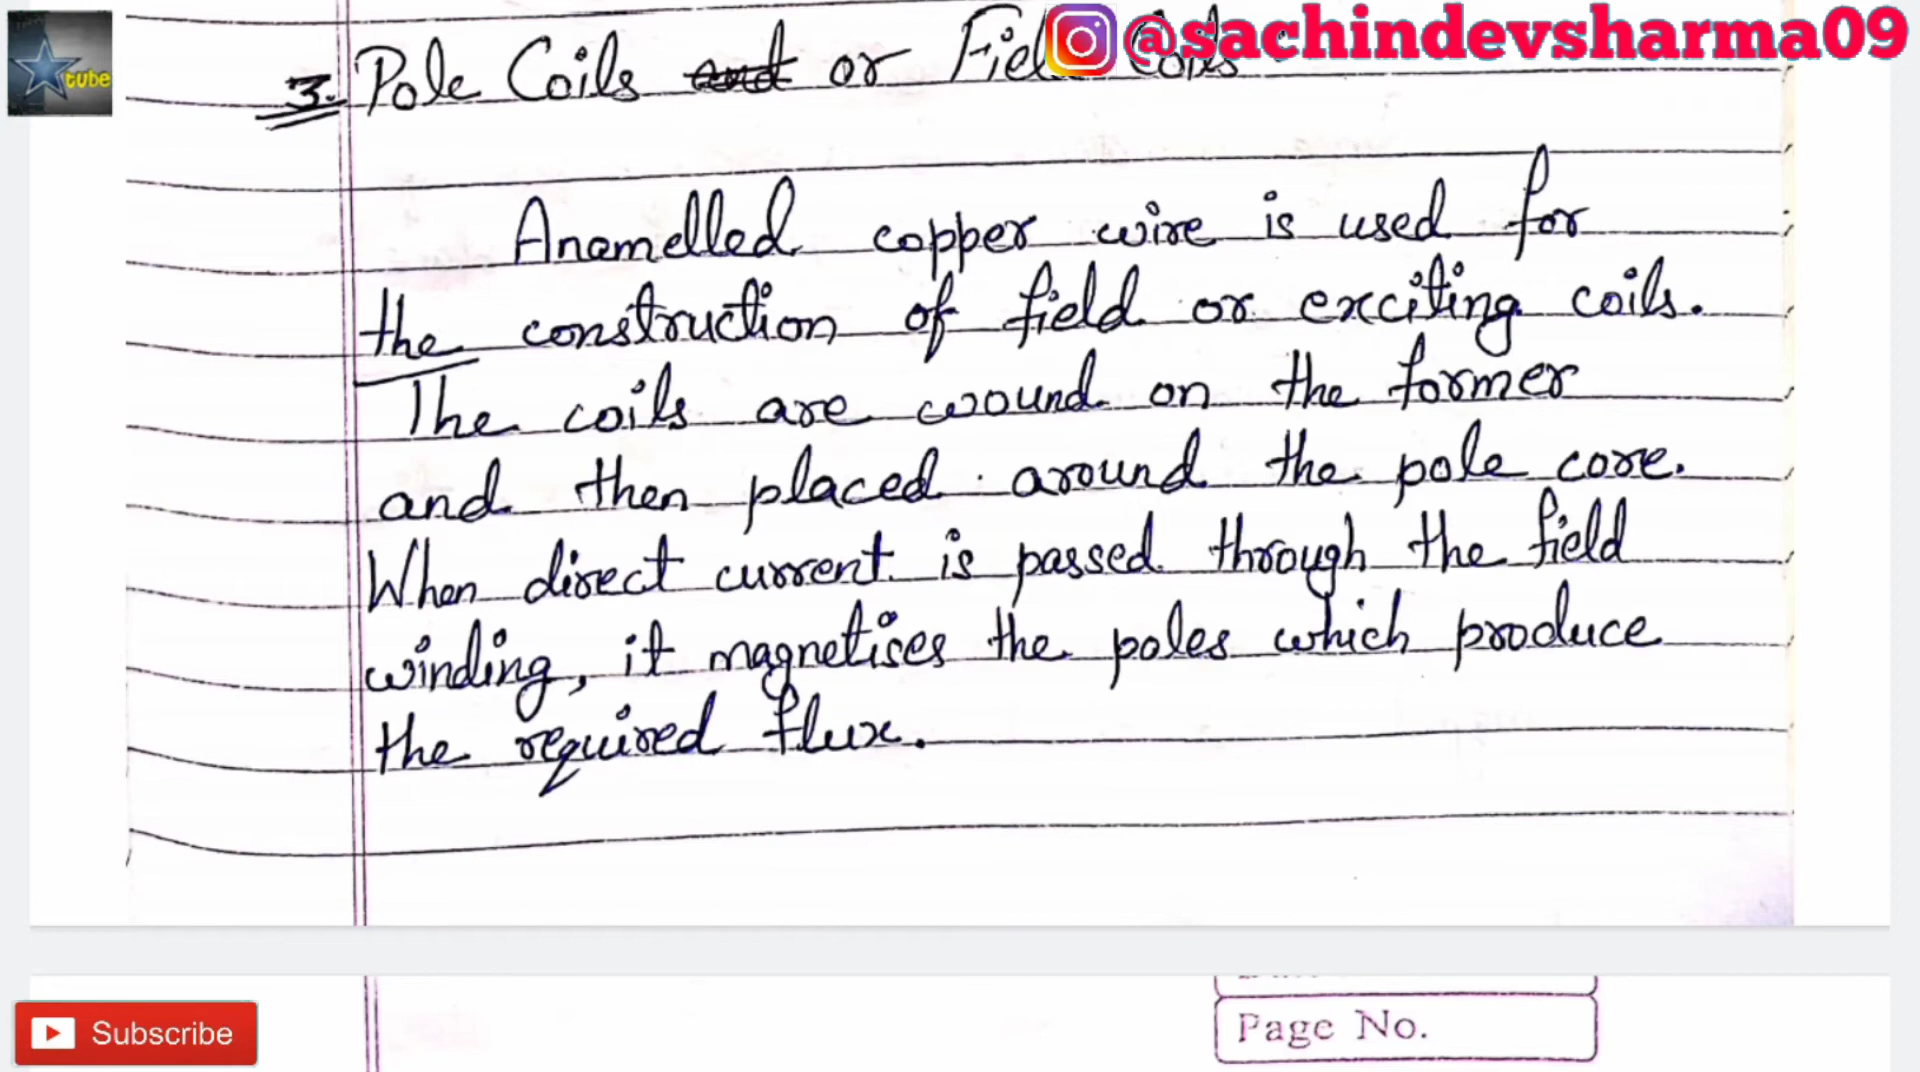 tube
@sachindevsharma09
3. Pole Coils and or Field Coils
Anamelled copper wire is used for
the construction of field or exciting coils.
The coils are wound on the former
and then placed around the pole core.
When direct current is passed through the field
winding, it magnetises the poles which produce
the required flux.
Subscribe
Page No.